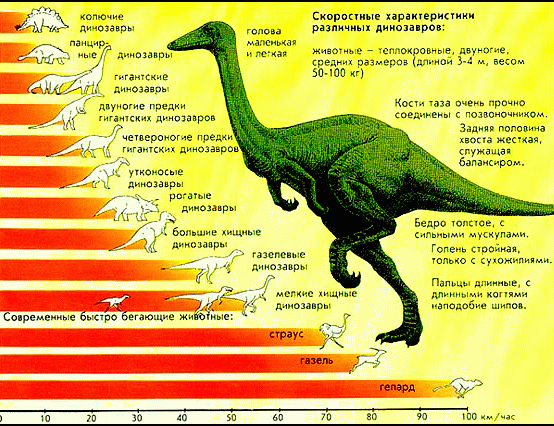 колючие
динозавры
панцир-
ные динозавры
гигантские
динозавры
двуногие предки
гигантских динозавров
четвероногие предки
гигантских динозавров
утконосые
динозавры
рогатые
динозавры
большие хищные
динозавры
газелевые
динозавры
мелкие хищные
динозавры
Современные быстро бегающие животные:
страус
газель
гепард
0 10 20 30 40 50 60 70 80 90 100 км/час
голова
маленькая
и легкая
Скоростные характеристики
различных динозавров:
животные – теплокровные, двуногие,
средних размеров (длиной 3-4 м, весом
50-100 кг)
Кости таза очень прочно
соединены с позвоночником.
Задняя половина
хвоста жесткая,
служащая
балансиром.
Бедро толстое, с
сильными мускулами.
Голень стройная,
только с сухожилиями.
Пальцы длинные, с
длинными когтями
наподобие шипов.